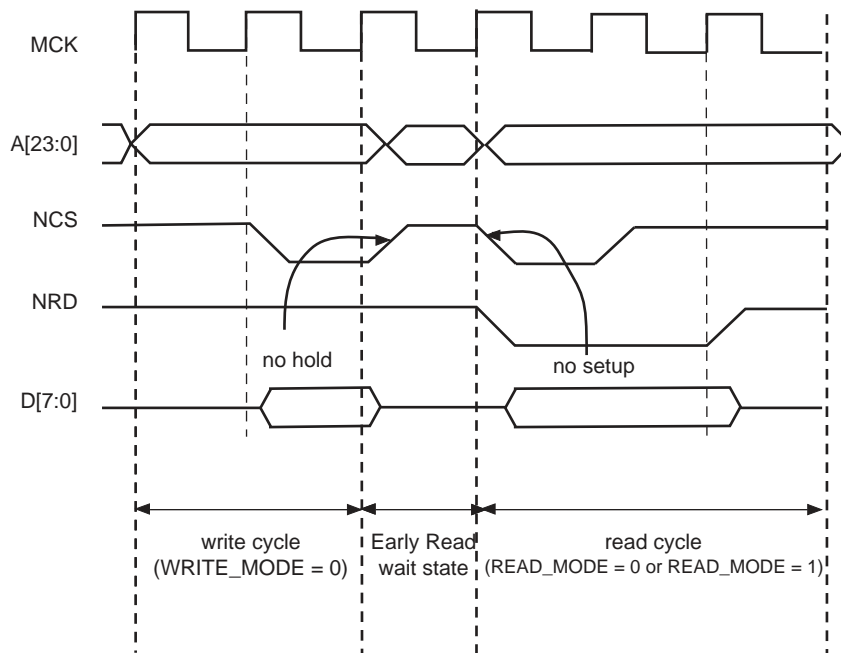 MCK
A[23:0]
NCS
NRD
no hold
no setup
D[7:0]
write cycle
(WRITE_MODE = 0)
Early Read
wait state
read cycle
(READ_MODE = 0 or READ_MODE = 1)